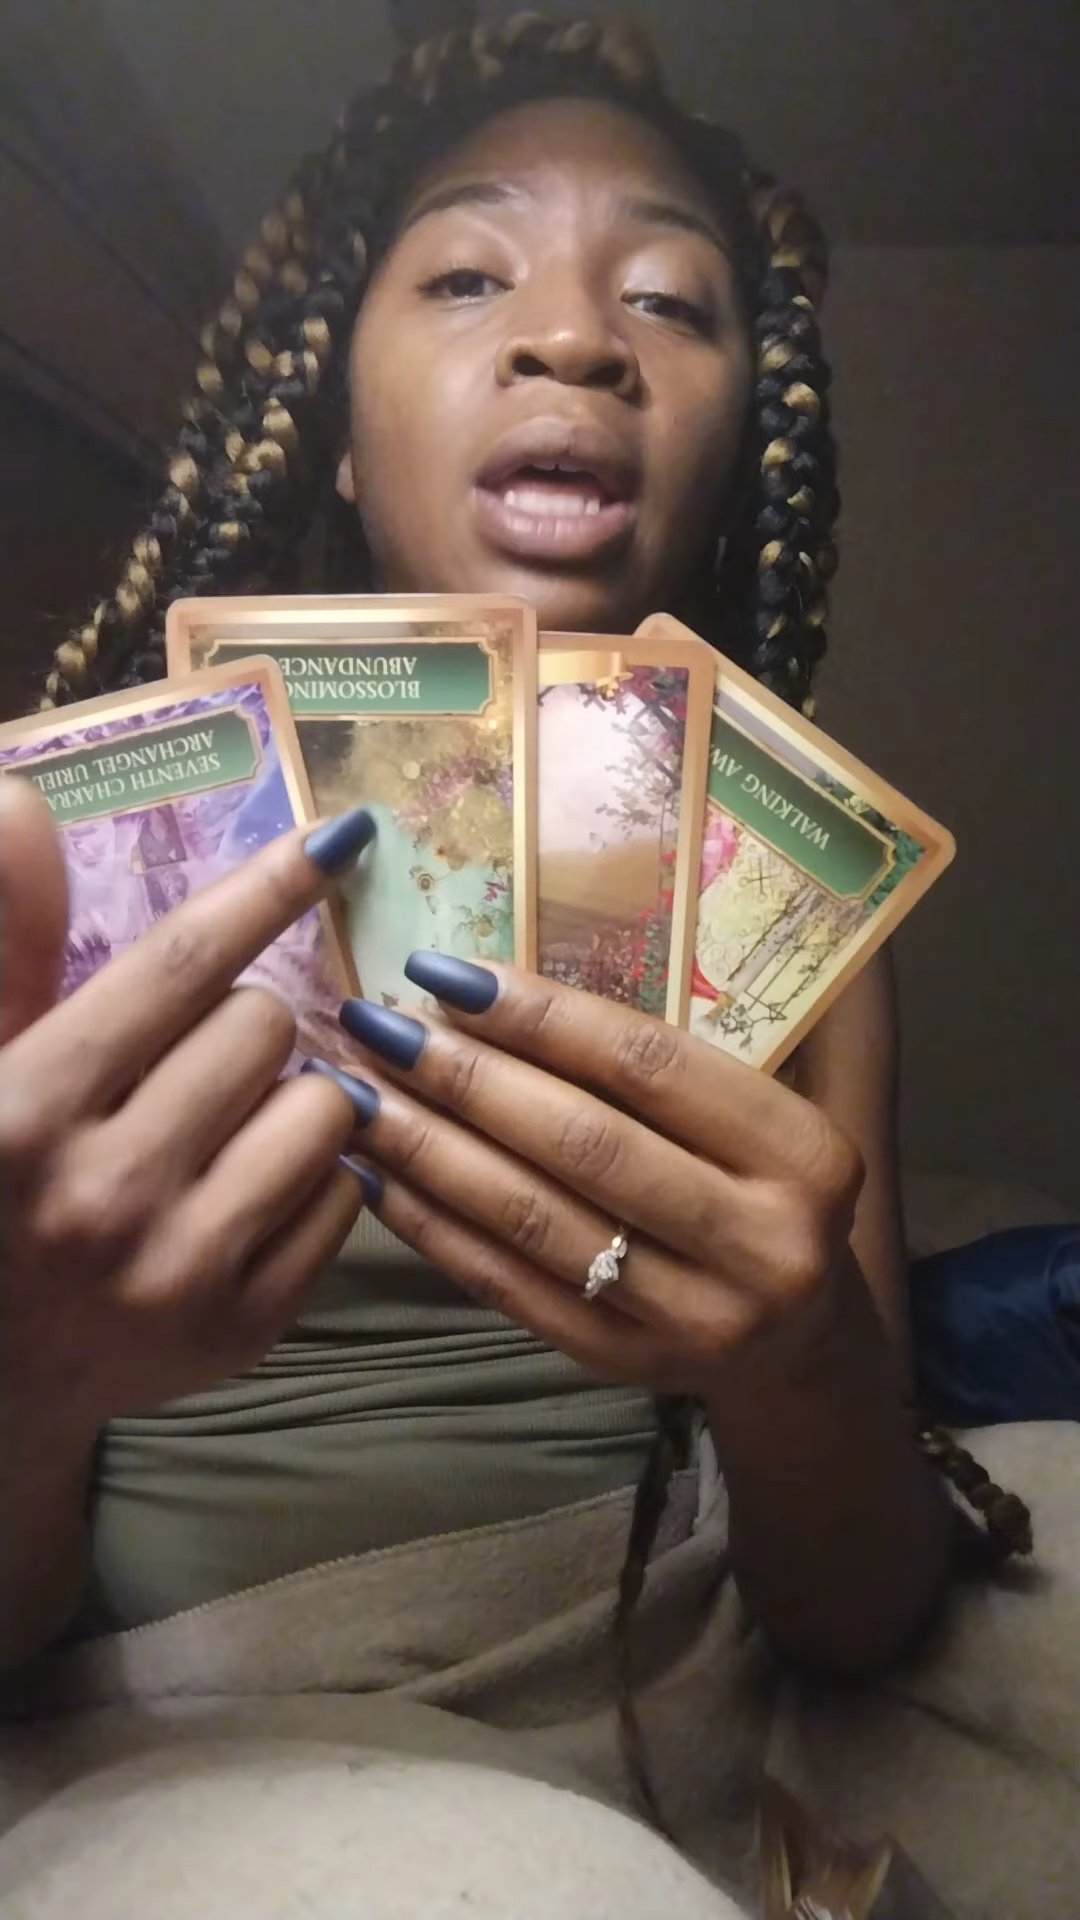 SEVENTH CHAKRA
ARCHANGEL URIEL
BLOSSOMING
ABUNDANCE
WALKING AW